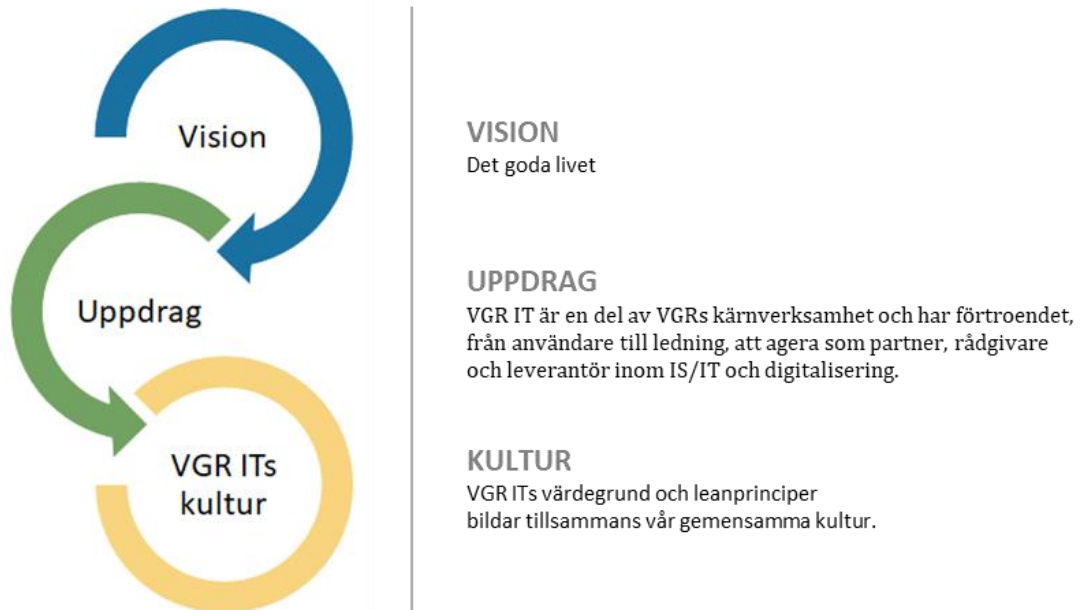 Vision
Uppdrag
VGR ITs
kultur
VISION
Det goda livet
UPPDRAG
VGR IT är en del av VGRs kärnverksamhet och har förtroendet,
från användare till ledning, att agera som partner, rådgivare
och leverantör inom IS/IT och digitalisering.
KULTUR
VGR ITs värdegrund och leanprinciper
bildar tillsammans vår gemensamma kultur.